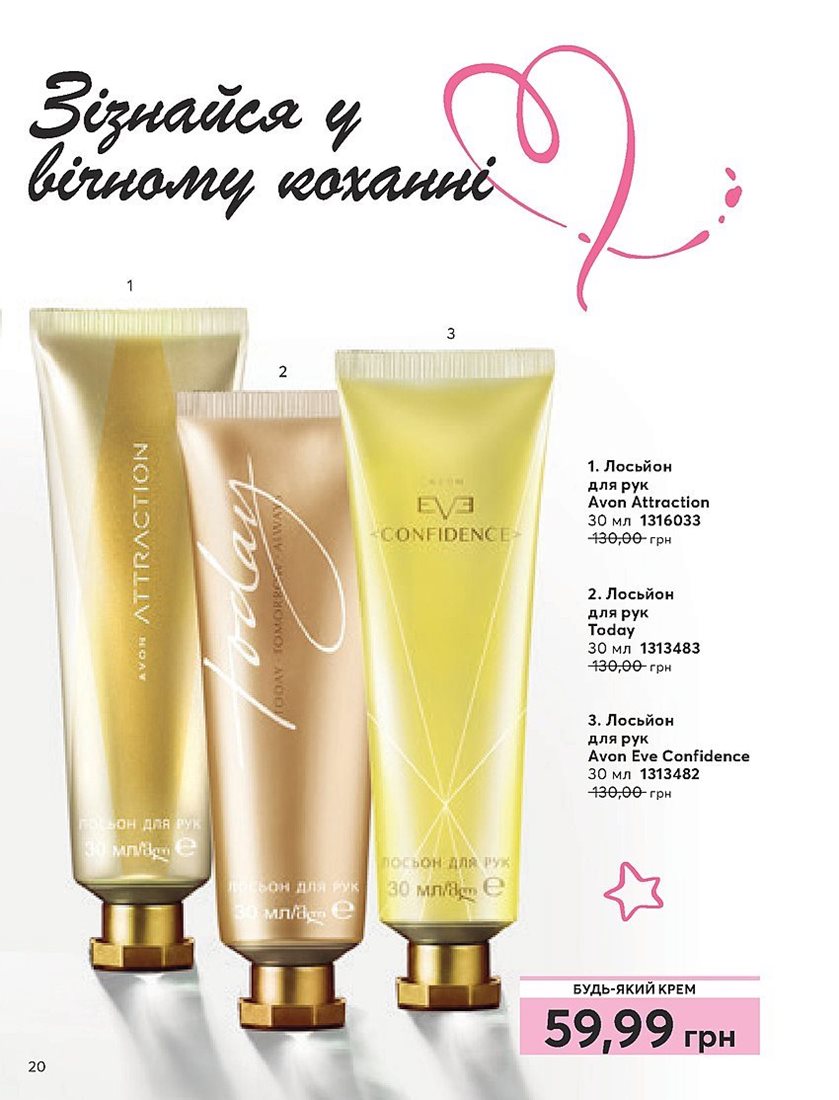 Зізнайся у
вічному коханні
1
2
3
AVON ATTRACTION
today
TODAY · TOMORROW · ALWAYS
AVON
EVE
<CONFIDENCE>
ЛОСЬОН ДЛЯ РУК
30 мл/მლ ℮
ЛОСЬОН ДЛЯ РУК
30 мл/მლ ℮
ЛОСЬОН ДЛЯ РУК
30 мл/მლ ℮
1. Лосьйон
для рук
Avon Attraction
30 мл 1316033
130,00 грн
2. Лосьйон
для рук
Today
30 мл 1313483
130,00 грн
3. Лосьйон
для рук
Avon Eve Confidence
30 мл 1313482
130,00 грн
БУДЬ-ЯКИЙ КРЕМ
59,99 грн
20